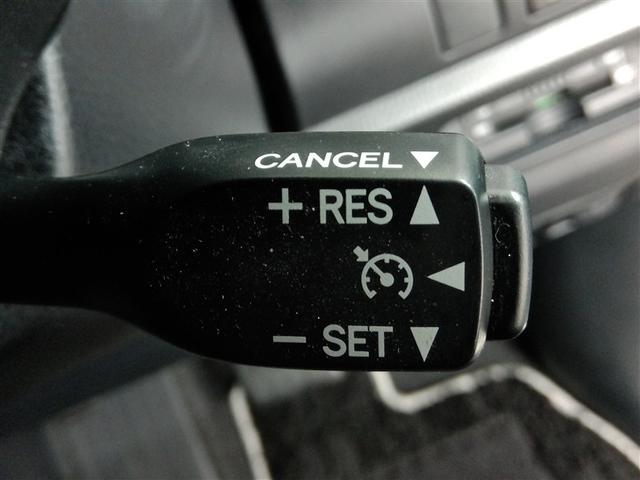 CANCEL ▼
+ RES ▲
◀
− SET ▼